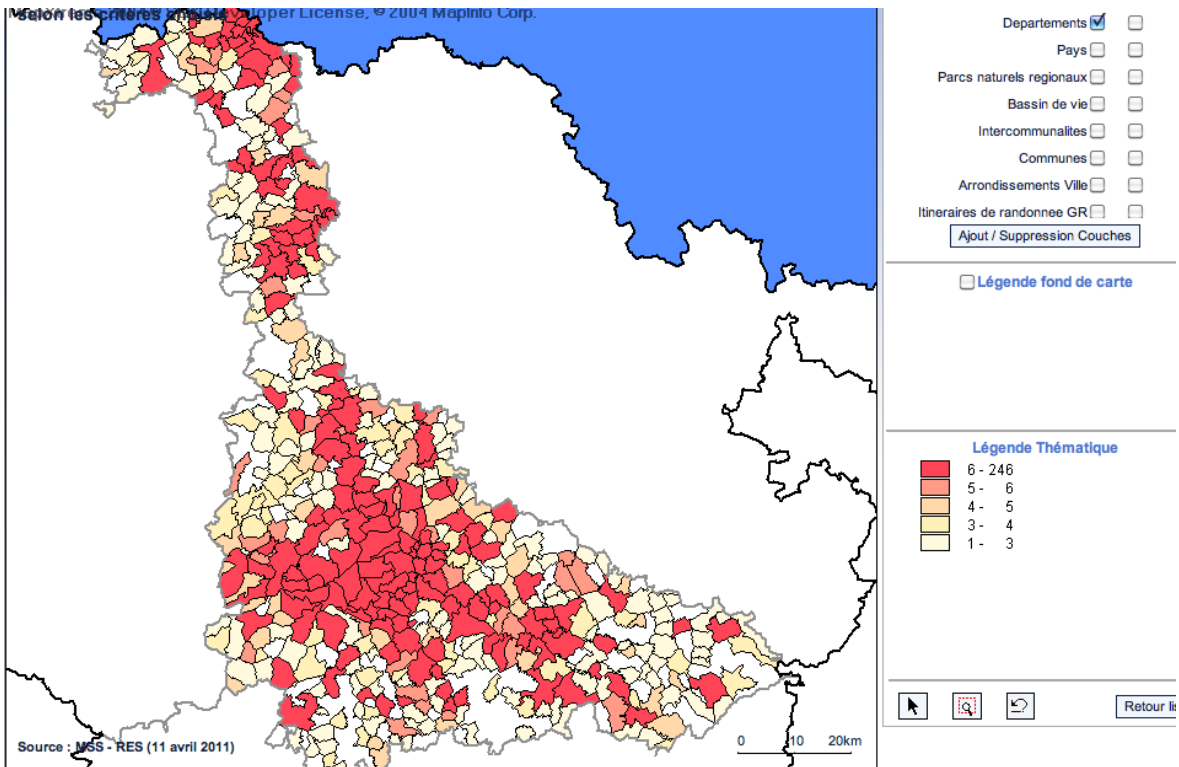 selon les critères
Developer License, © 2004 MapInfo Corp.
Departements
Pays
Parcs naturels regionaux
Bassin de vie
Intercommunalites
Communes
Arrondissements Ville
Itineraires de randonnee GR
Ajout / Suppression Couches
Légende fond de carte
Légende Thématique
6 - 246
5 - 6
4 - 5
3 - 4
1 - 3
Retour lis
Source : MSS - RES (11 avril 2011)
0 10 20km